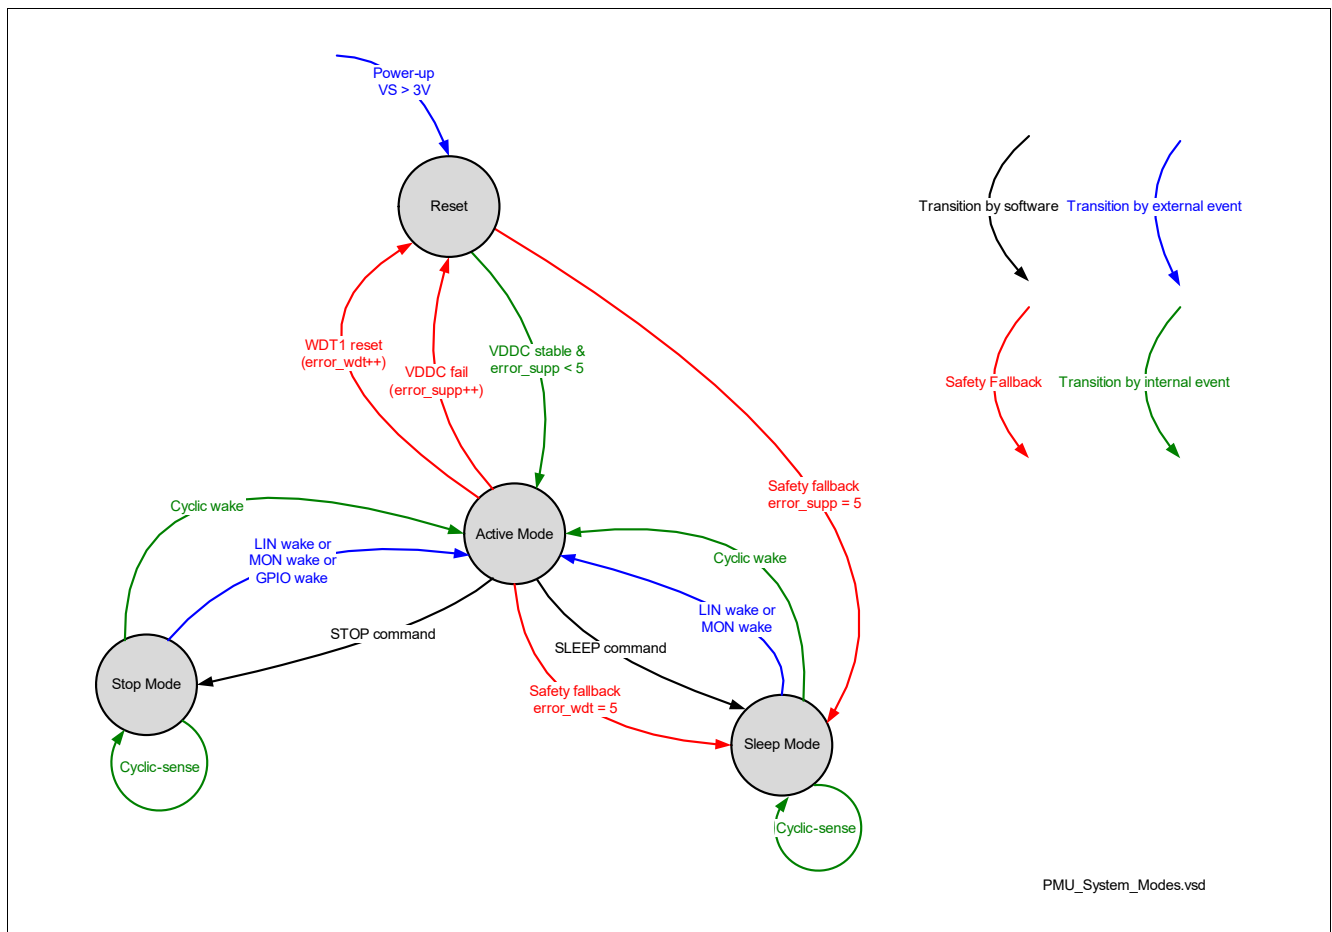 Power-up
VS > 3V
Reset
Transition by software
Transition by external event
WDT1 reset
(error_wdt++)
VDDC fail
(error_supp++)
VDDC stable &
error_supp < 5
Safety Fallback
Transition by internal event
Safety fallback
error_supp = 5
Cyclic wake
LIN wake or
MON wake or
GPIO wake
Active Mode
Cyclic wake
LIN wake or
MON wake
STOP command
SLEEP command
Stop Mode
Safety fallback
error_wdt = 5
Sleep Mode
Cyclic-sense
Cyclic-sense
PMU_System_Modes.vsd